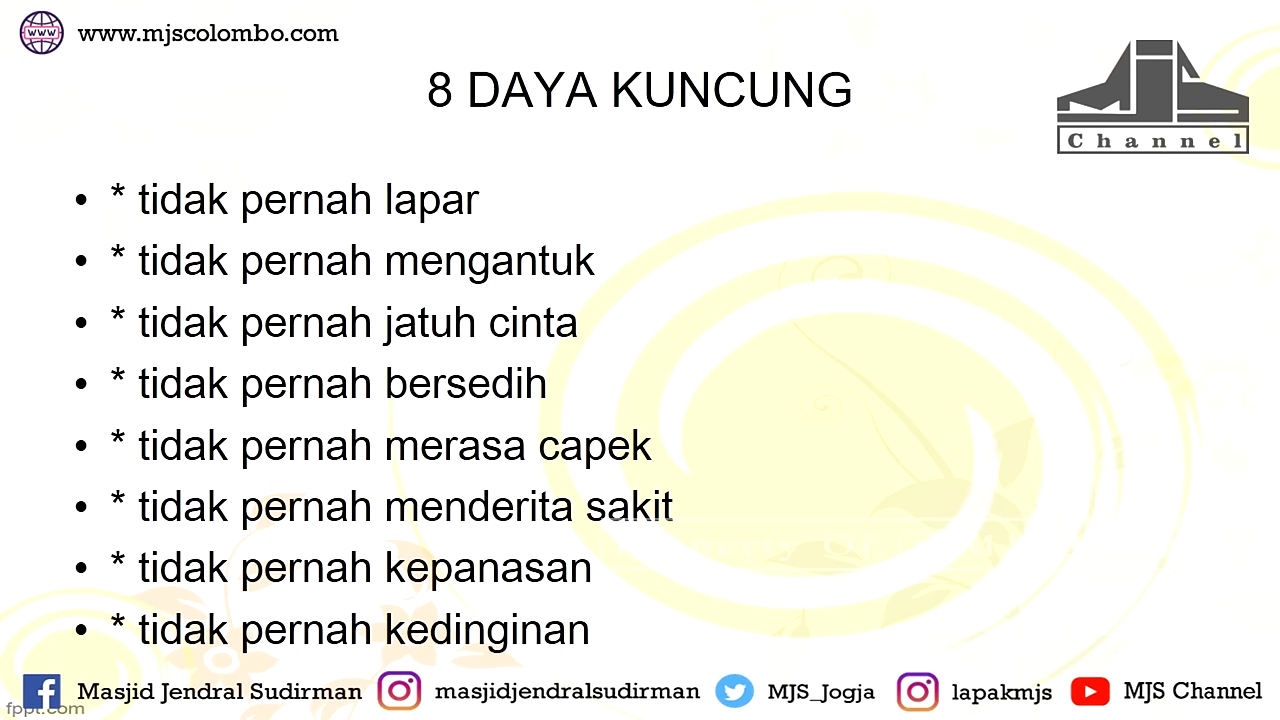 www.mjscolombo.com
8 DAYA KUNCUNG
MJS
Channel
• * tidak pernah lapar
• * tidak pernah mengantuk
• * tidak pernah jatuh cinta
• * tidak pernah bersedih
• * tidak pernah merasa capek
• * tidak pernah menderita sakit
• * tidak pernah kepanasan
• * tidak pernah kedinginan
Masjid Jendral Sudirman masjidjendralsudirman MJS_Jogja lapakmjs MJS Channel
fppt.com